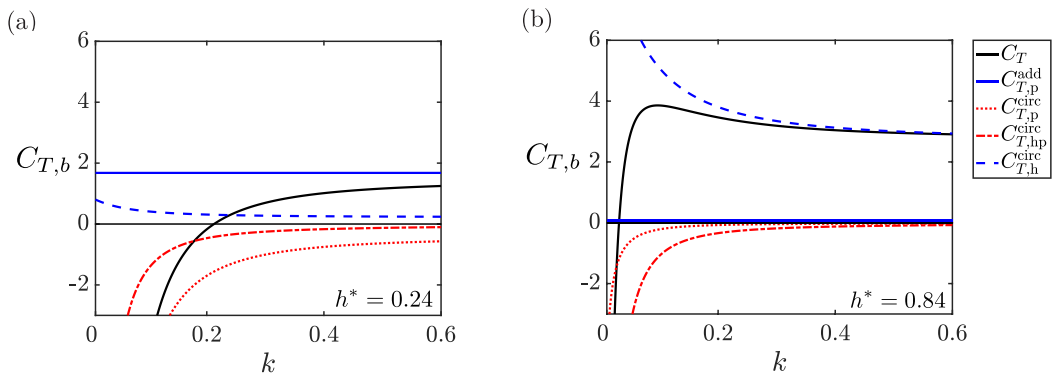 (a)
6
4
2
0
-2
C_{T,b}
0 0.2 0.4 0.6
k
h* = 0.24
(b)
6
4
2
0
-2
C_{T,b}
0 0.2 0.4 0.6
k
h* = 0.84
C_T
C_{T,p}^{add}
C_{T,p}^{circ}
C_{T,hp}^{circ}
C_{T,h}^{circ}